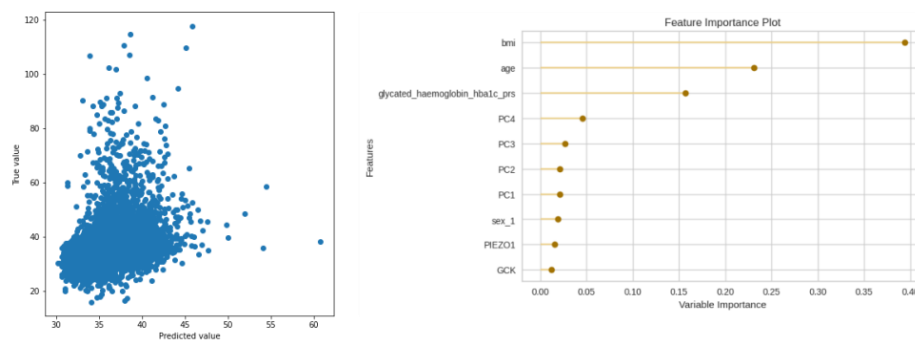 120
100
80
60
40
20
True value
30 35 40 45 50 55 60
Predicted value
Feature Importance Plot
Features
bmi
age
glycated_haemoglobin_hba1c_prs
PC4
PC3
PC2
PC1
sex_1
PIEZO1
GCK
0.00 0.05 0.10 0.15 0.20 0.25 0.30 0.35 0.40
Variable Importance